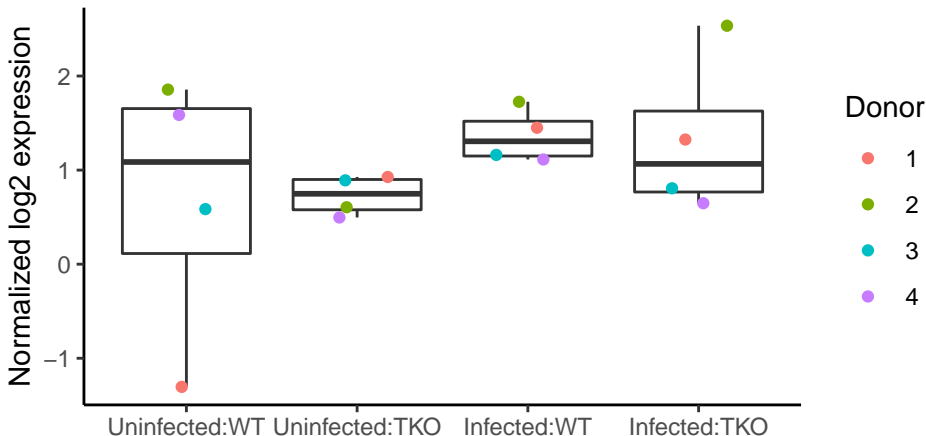 Normalized log2 expression
2
1
0
−1
Uninfected:WT
Uninfected:TKO
Infected:WT
Infected:TKO
Donor
1
2
3
4